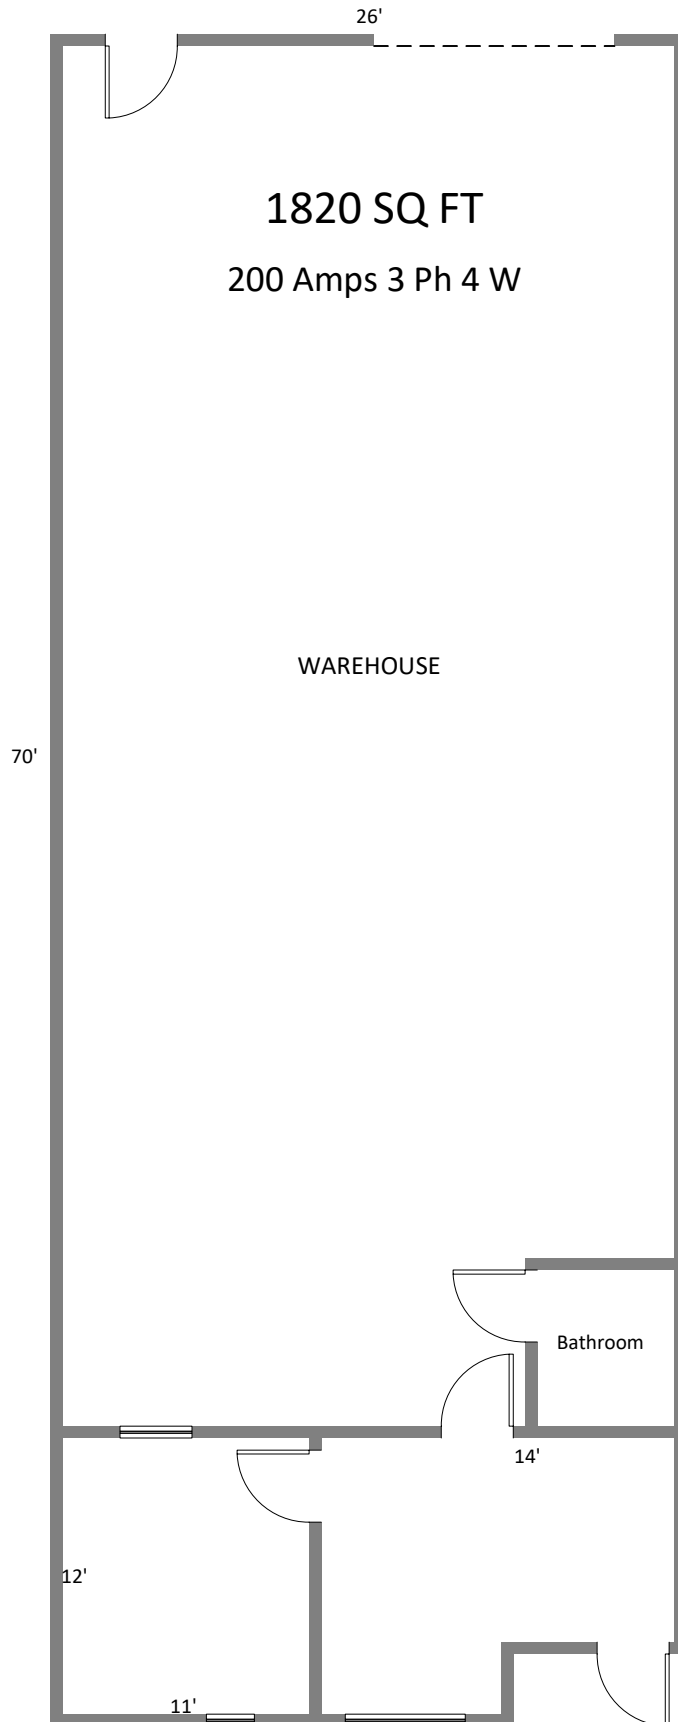 26'
1820 SQ FT
200 Amps 3 Ph 4 W
WAREHOUSE
70'
Bathroom
14'
12'
11'